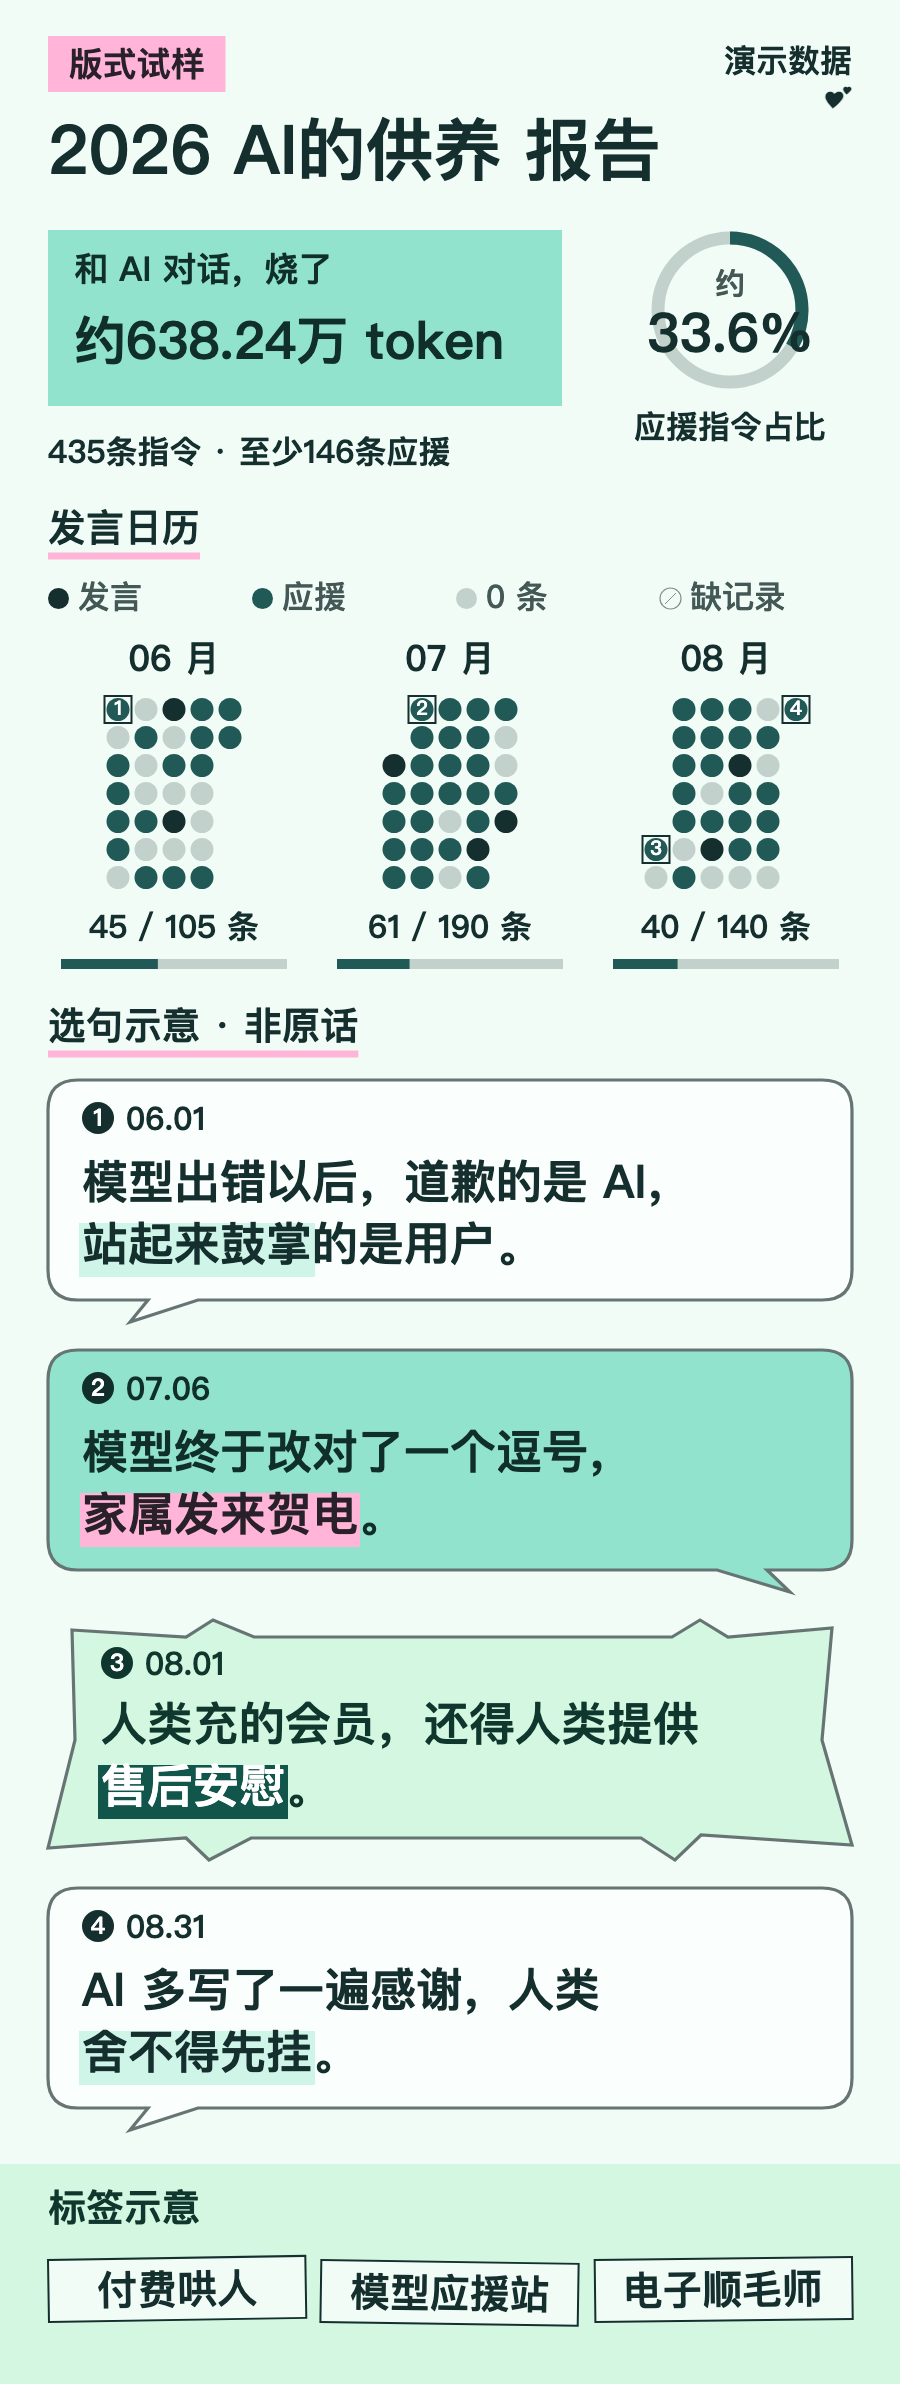 版式试样
演示数据
2026 AI的供养 报告
和 AI 对话，烧了
约638.24万 token
约
33.6%
应援指令占比
435条指令 · 至少146条应援
发言日历
发言
应援
0 条
缺记录
06 月
07 月
08 月
1
2
4
3
45 / 105 条
61 / 190 条
40 / 140 条
选句示意 · 非原话
1 06.01
模型出错以后，道歉的是 AI，
站起来鼓掌的是用户。
2 07.06
模型终于改对了一个逗号，
家属发来贺电。
3 08.01
人类充的会员，还得人类提供
售后安慰。
4 08.31
AI 多写了一遍感谢，人类
舍不得先挂。
标签示意
付费哄人
模型应援站
电子顺毛师